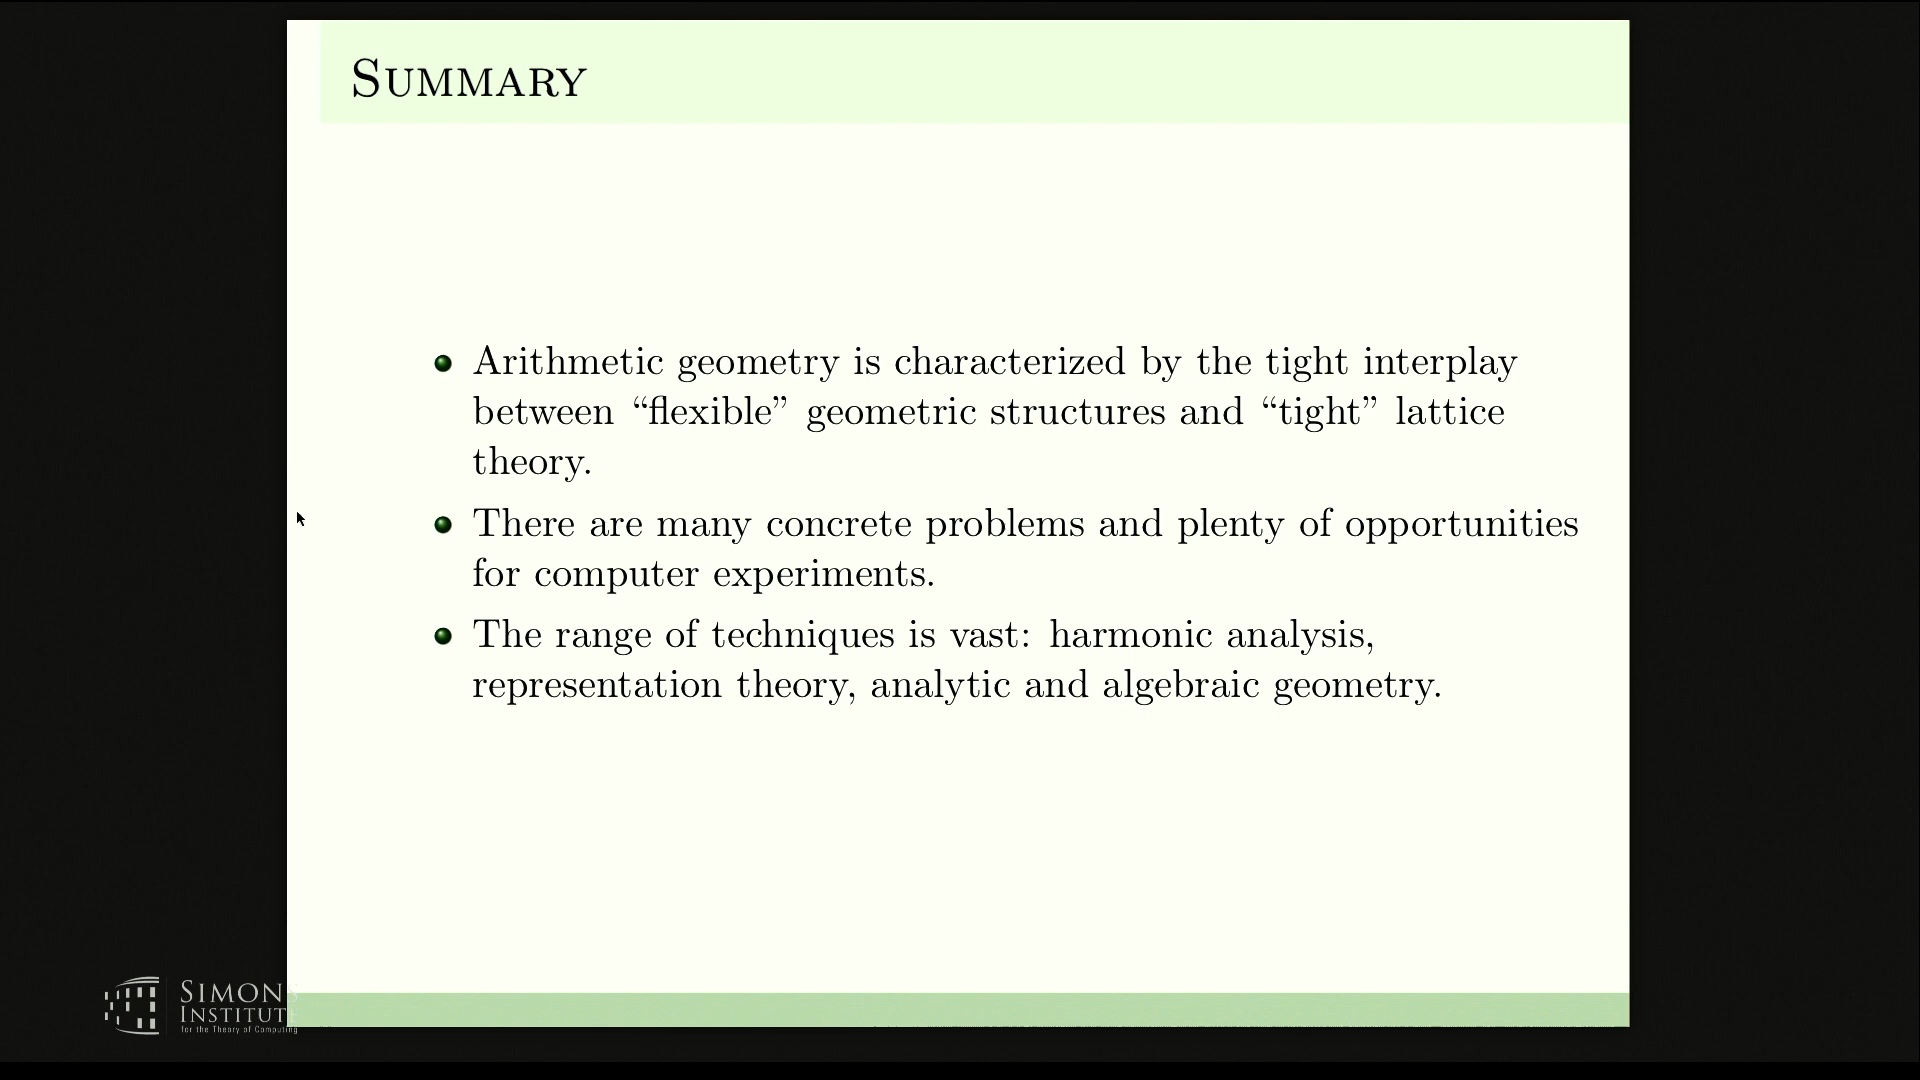 Summary
Arithmetic geometry is characterized by the tight interplay
between “flexible” geometric structures and “tight” lattice
theory.
There are many concrete problems and plenty of opportunities
for computer experiments.
The range of techniques is vast: harmonic analysis,
representation theory, analytic and algebraic geometry.
Simons
Institute
for the Theory of Computing